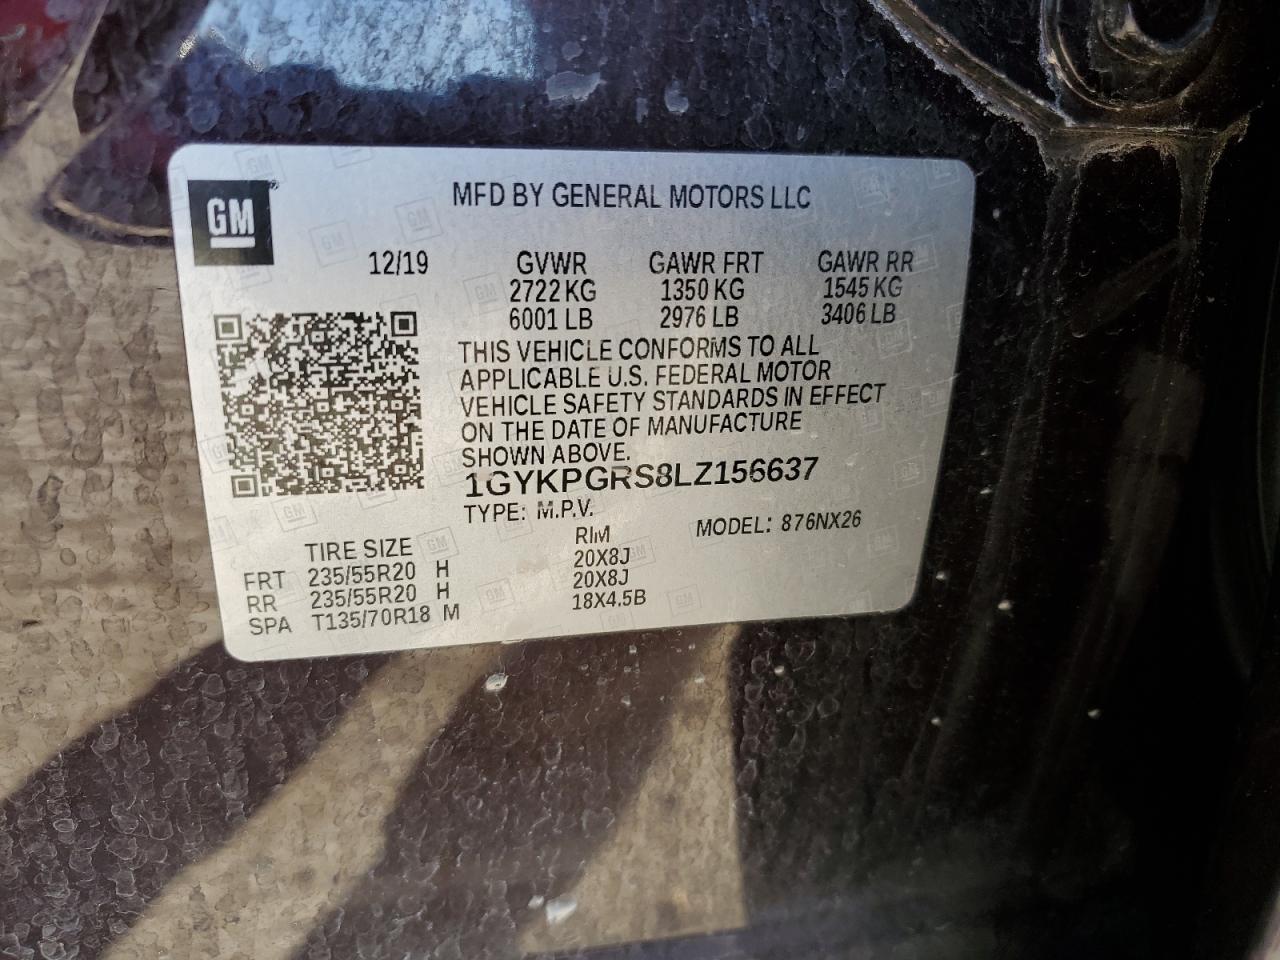 GM
MFD BY GENERAL MOTORS LLC
12/19 GVWR GAWR FRT GAWR RR
2722 KG 1350 KG 1545 KG
6001 LB 2976 LB 3406 LB
THIS VEHICLE CONFORMS TO ALL
APPLICABLE U.S. FEDERAL MOTOR
VEHICLE SAFETY STANDARDS IN EFFECT
ON THE DATE OF MANUFACTURE
SHOWN ABOVE.
1GYKPGRS8LZ156637
TYPE: M.P.V. MODEL: 876NX26
TIRE SIZE RIM
FRT 235/55R20 H 20X8J
RR 235/55R20 H 20X8J
SPA T135/70R18 M 18X4.5B